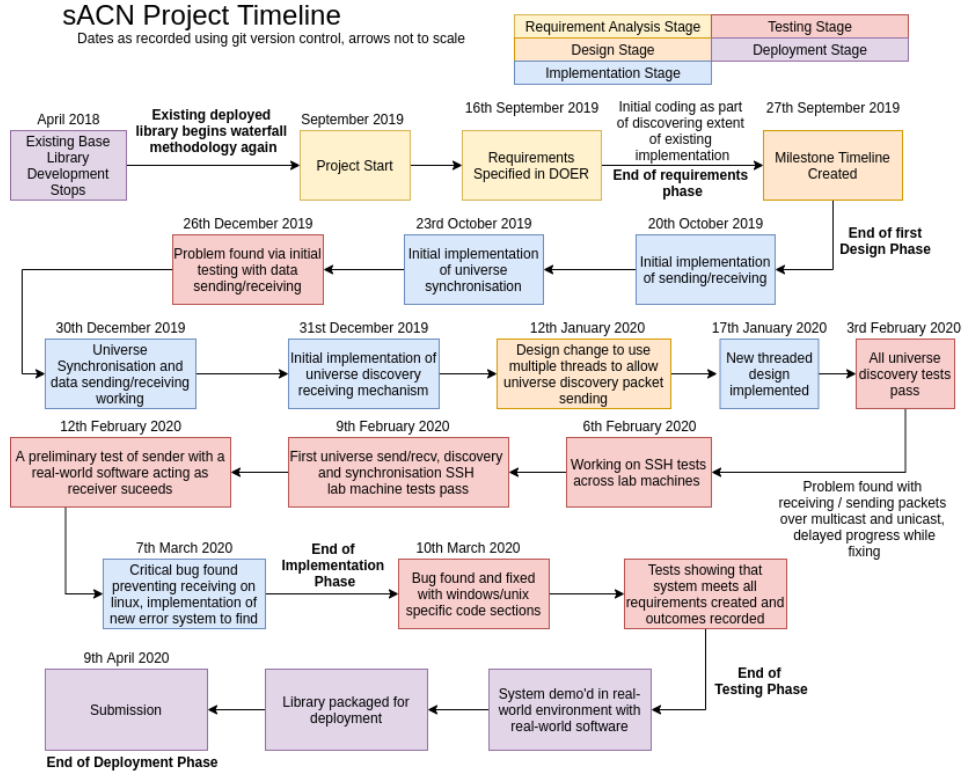 sACN Project Timeline
Dates as recorded using git version control, arrows not to scale
Requirement Analysis Stage
Testing Stage
Design Stage
Deployment Stage
Implementation Stage
April 2018
Existing Base
Library
Development
Stops
Existing deployed
library begins waterfall
methodology again
September 2019
Project Start
16th September 2019
Requirements
Specified in DOER
Initial coding as part
of discovering extent
of existing
implementation
End of requirements
phase
27th September 2019
Milestone Timeline
Created
End of first
Design Phase
20th October 2019
Initial implementation
of sending/receiving
23rd October 2019
Initial implementation
of universe
synchronisation
26th December 2019
Problem found via initial
testing with data
sending/receiving
30th December 2019
Universe
Synchronisation and
data sending/receiving
working
31st December 2019
Initial implementation of
universe discovery
receiving mechanism
12th January 2020
Design change to use
multiple threads to allow
universe discovery packet
sending
17th January 2020
New threaded
design
implemented
3rd February 2020
All universe
discovery tests
pass
Problem found with
receiving / sending packets
over multicast and unicast,
delayed progress while
fixing
6th February 2020
Working on SSH tests
across lab machines
9th February 2020
First universe send/recv, discovery
and synchronisation SSH
lab machine tests pass
12th February 2020
A preliminary test of sender with a
real-world software acting as
receiver suceeds
7th March 2020
Critical bug found
preventing receiving on
linux, implementation of
new error system to find
End of
Implementation
Phase
10th March 2020
Bug found and fixed
with windows/unix
specific code sections
Tests showing that
system meets all
requirements created and
outcomes recorded
End of
Testing Phase
System demo'd in real-
world environment with
real-world software
Library packaged for
deployment
9th April 2020
Submission
End of Deployment Phase